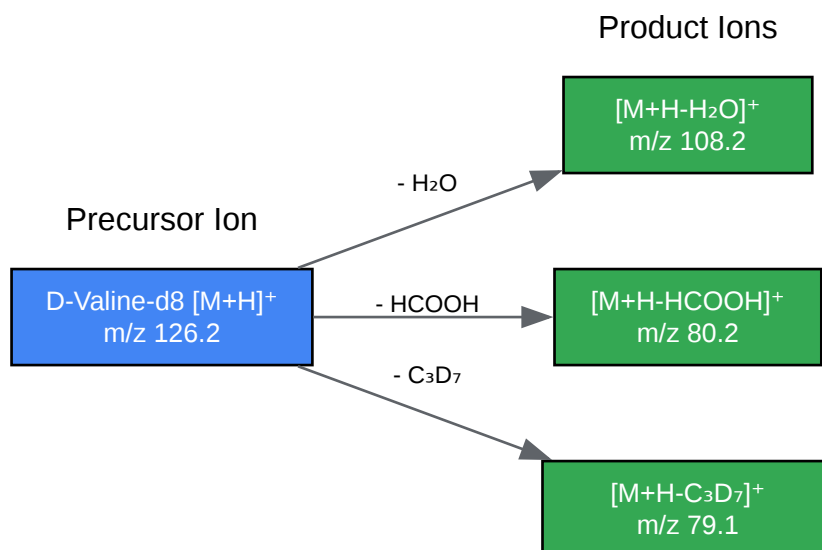 Product Ions
[M+H-H₂O]⁺
m/z 108.2
- H₂O
Precursor Ion
D-Valine-d8 [M+H]⁺
m/z 126.2
- HCOOH
[M+H-HCOOH]⁺
m/z 80.2
- C₃D₇
[M+H-C₃D₇]⁺
m/z 79.1